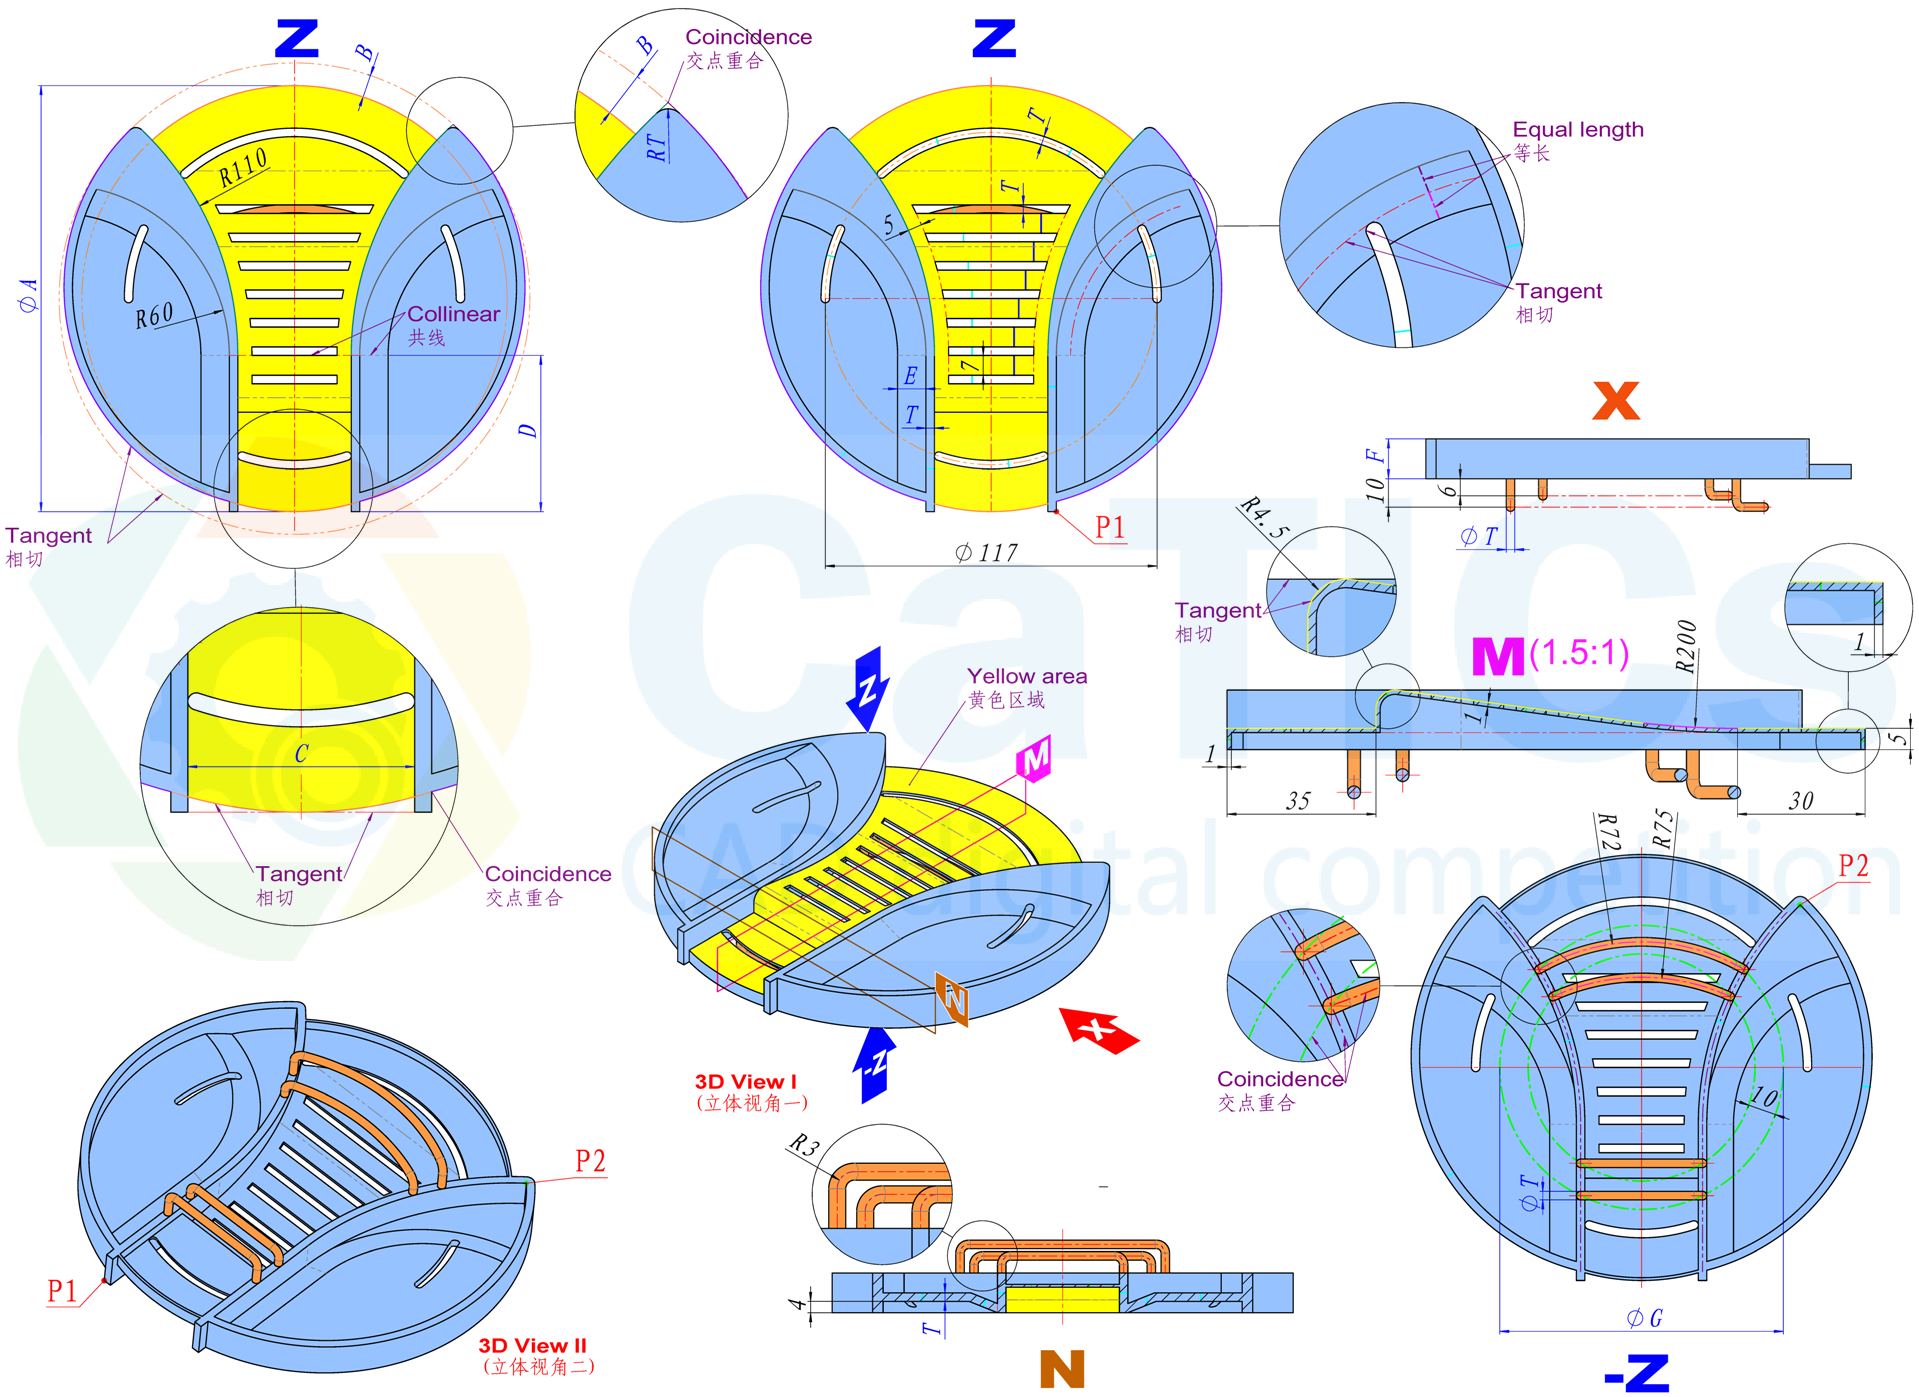 Z
B
Coincidence
交点重合
B
RT
R110
ϕA
R60
Collinear
共线
D
Tangent
相切
C
Tangent
相切
Coincidence
交点重合
Z
T
T
5
7
E
T
P1
ϕ117
Equal length
等长
Tangent
相切
X
F
10
6
ϕT
R4.5
Tangent
相切
M(1.5:1)
R200
1
1
1
5
35
30
Yellow area
黄色区域
Z
M
N
X
-Z
3D View I
(立体视角一)
P1
P2
3D View II
(立体视角二)
R3
4
T
N
R72
R75
P2
Coincidence
交点重合
10
ϕT
ϕG
-Z
CaTICs
CAD digital competition